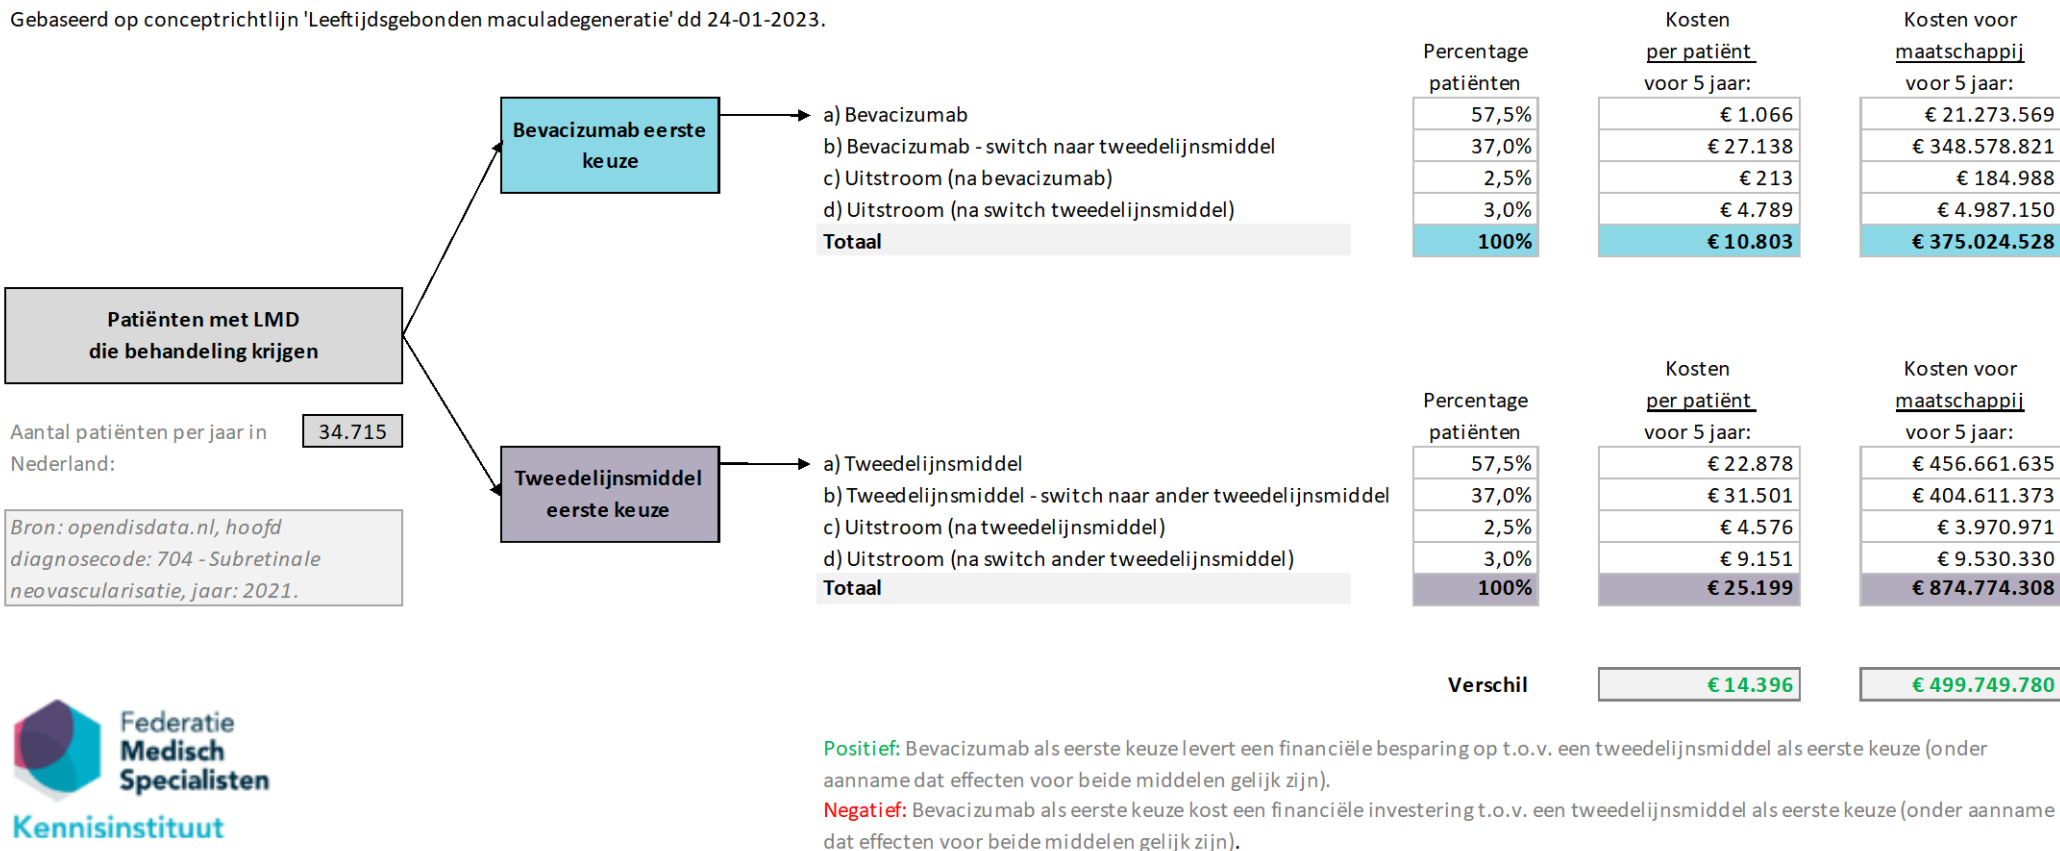 Gebaseerd op conceptrichtlijn 'Leeftijdsgebonden maculadegeneratie' dd 24-01-2023.
Percentage patiënten
Kosten per patiënt voor 5 jaar:
Kosten voor maatschappij voor 5 jaar:
Bevacizumab eerste
keuze
a) Bevacizumab 57,5% € 1.066 € 21.273.569
b) Bevacizumab - switch naar tweedelijnsmiddel 37,0% € 27.138 € 348.578.821
c) Uitstroom (na bevacizumab) 2,5% € 213 € 184.988
d) Uitstroom (na switch tweedelijnsmiddel) 3,0% € 4.789 € 4.987.150
Totaal 100% € 10.803 € 375.024.528
Patiënten met LMD
die behandeling krijgen
Aantal patiënten per jaar in 34.715
Nederland:
Bron: opendisdata.nl, hoofd
diagnosecode: 704 - Subretinale
neovascularisatie, jaar: 2021.
Percentage patiënten
Kosten per patiënt voor 5 jaar:
Kosten voor maatschappij voor 5 jaar:
Tweedelijnsmiddel
eerste keuze
a) Tweedelijnsmiddel 57,5% € 22.878 € 456.661.635
b) Tweedelijnsmiddel - switch naar ander tweedelijnsmiddel 37,0% € 31.501 € 404.611.373
c) Uitstroom (na tweedelijnsmiddel) 2,5% € 4.576 € 3.970.971
d) Uitstroom (na switch ander tweedelijnsmiddel) 3,0% € 9.151 € 9.530.330
Totaal 100% € 25.199 € 874.774.308
Verschil € 14.396 € 499.749.780
Federatie
Medisch
Specialisten
Kennisinstituut
Positief: Bevacizumab als eerste keuze levert een financiële besparing op t.o.v. een tweedelijnsmiddel als eerste keuze (onder
aanname dat effecten voor beide middelen gelijk zijn).
Negatief: Bevacizumab als eerste keuze kost een financiële investering t.o.v. een tweedelijnsmiddel als eerste keuze (onder aanname
dat effecten voor beide middelen gelijk zijn).